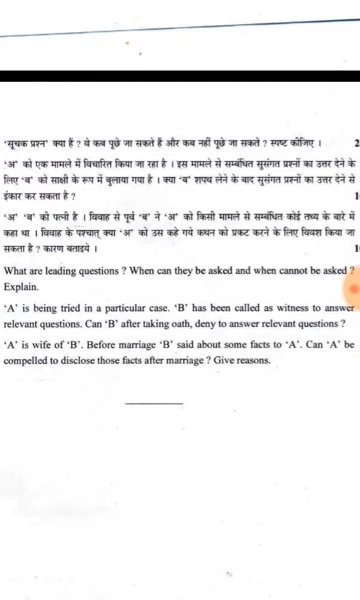 'सूचक प्रश्न' क्या हैं ? ये कब पूछे जा सकते हैं और कब नहीं पूछे जा सकते ? स्पष्ट कीजिए । 2
'अ' को एक मामले में विचारित किया जा रहा है । इस मामले से सम्बंधित सुसंगत प्रश्नों का उत्तर देने के
लिए 'ब' को साक्षी के रूप में बुलाया गया है । क्या 'ब' शपथ लेने के बाद सुसंगत प्रश्नों का उत्तर देने से
इंकार कर सकता है ? 1
'अ' 'ब' की पत्नी है । विवाह से पूर्व 'ब' ने 'अ' को किसी मामले से सम्बंधित कोई तथ्य के बारे में
कहा था । विवाह के पश्चात् क्या 'अ' को उस कहे गये कथन को प्रकट करने के लिए विवश किया जा
सकता है ? कारण बताइये । 1
What are leading questions ? When can they be asked and when cannot be asked ?
Explain.
'A' is being tried in a particular case. 'B' has been called as witness to answer
relevant questions. Can 'B' after taking oath, deny to answer relevant questions ?
'A' is wife of 'B'. Before marriage 'B' said about some facts to 'A'. Can 'A' be
compelled to disclose those facts after marriage ? Give reasons.